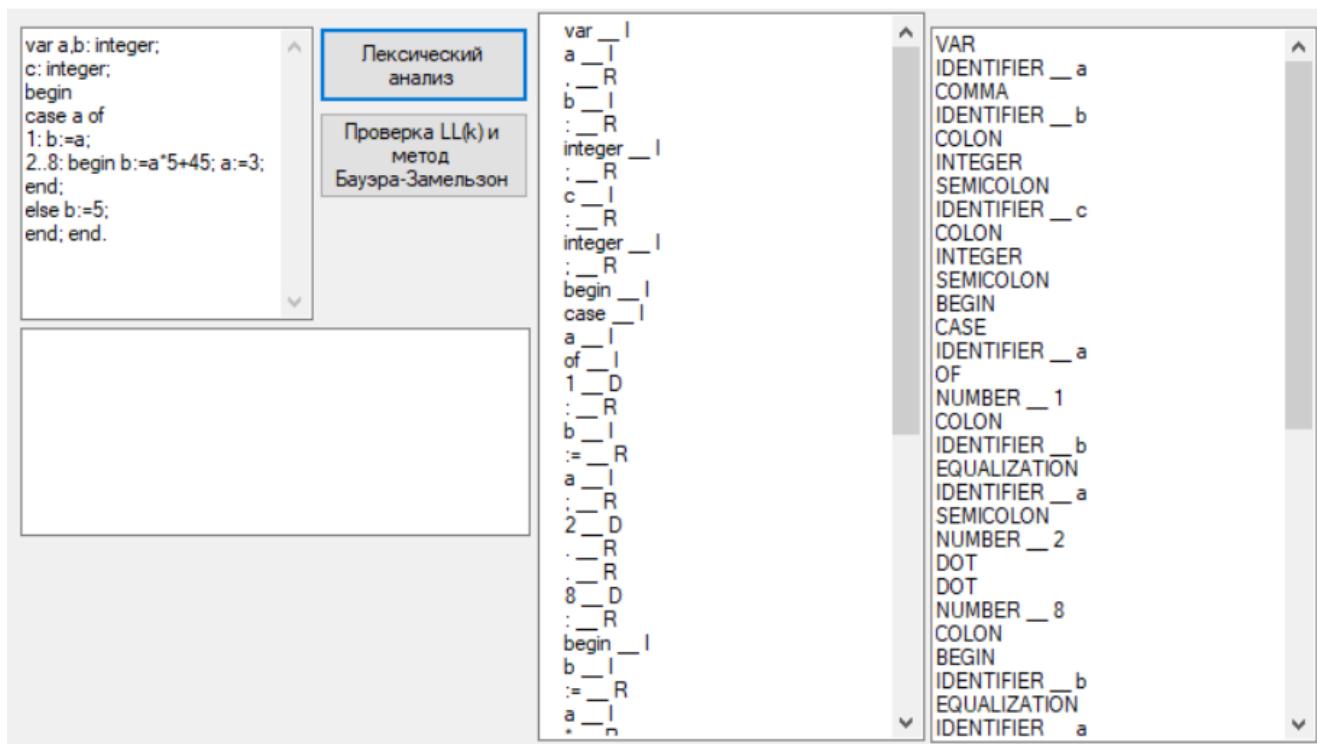 var a,b: integer;
c: integer;
begin
case a of
1: b:=a;
2..8: begin b:=a*5+45; a:=3;
end;
else b:=5;
end; end.
Лексический
анализ
Проверка LL(k) и
метод
Бауэра-Замельзон
var __ I
a __ I
, __ R
b __ I
: __ R
integer __ I
; __ R
c __ I
: __ R
integer __ I
; __ R
begin __ I
case __ I
a __ I
of __ I
1 __ D
: __ R
b __ I
:= __ R
a __ I
; __ R
2 __ D
. __ R
. __ R
8 __ D
: __ R
begin __ I
b __ I
:= __ R
a __ I
* __ R
VAR
IDENTIFIER __ a
COMMA
IDENTIFIER __ b
COLON
INTEGER
SEMICOLON
IDENTIFIER __ c
COLON
INTEGER
SEMICOLON
BEGIN
CASE
IDENTIFIER __ a
OF
NUMBER __ 1
COLON
IDENTIFIER __ b
EQUALIZATION
IDENTIFIER __ a
SEMICOLON
NUMBER __ 2
DOT
DOT
NUMBER __ 8
COLON
BEGIN
IDENTIFIER __ b
EQUALIZATION
IDENTIFIER __ a